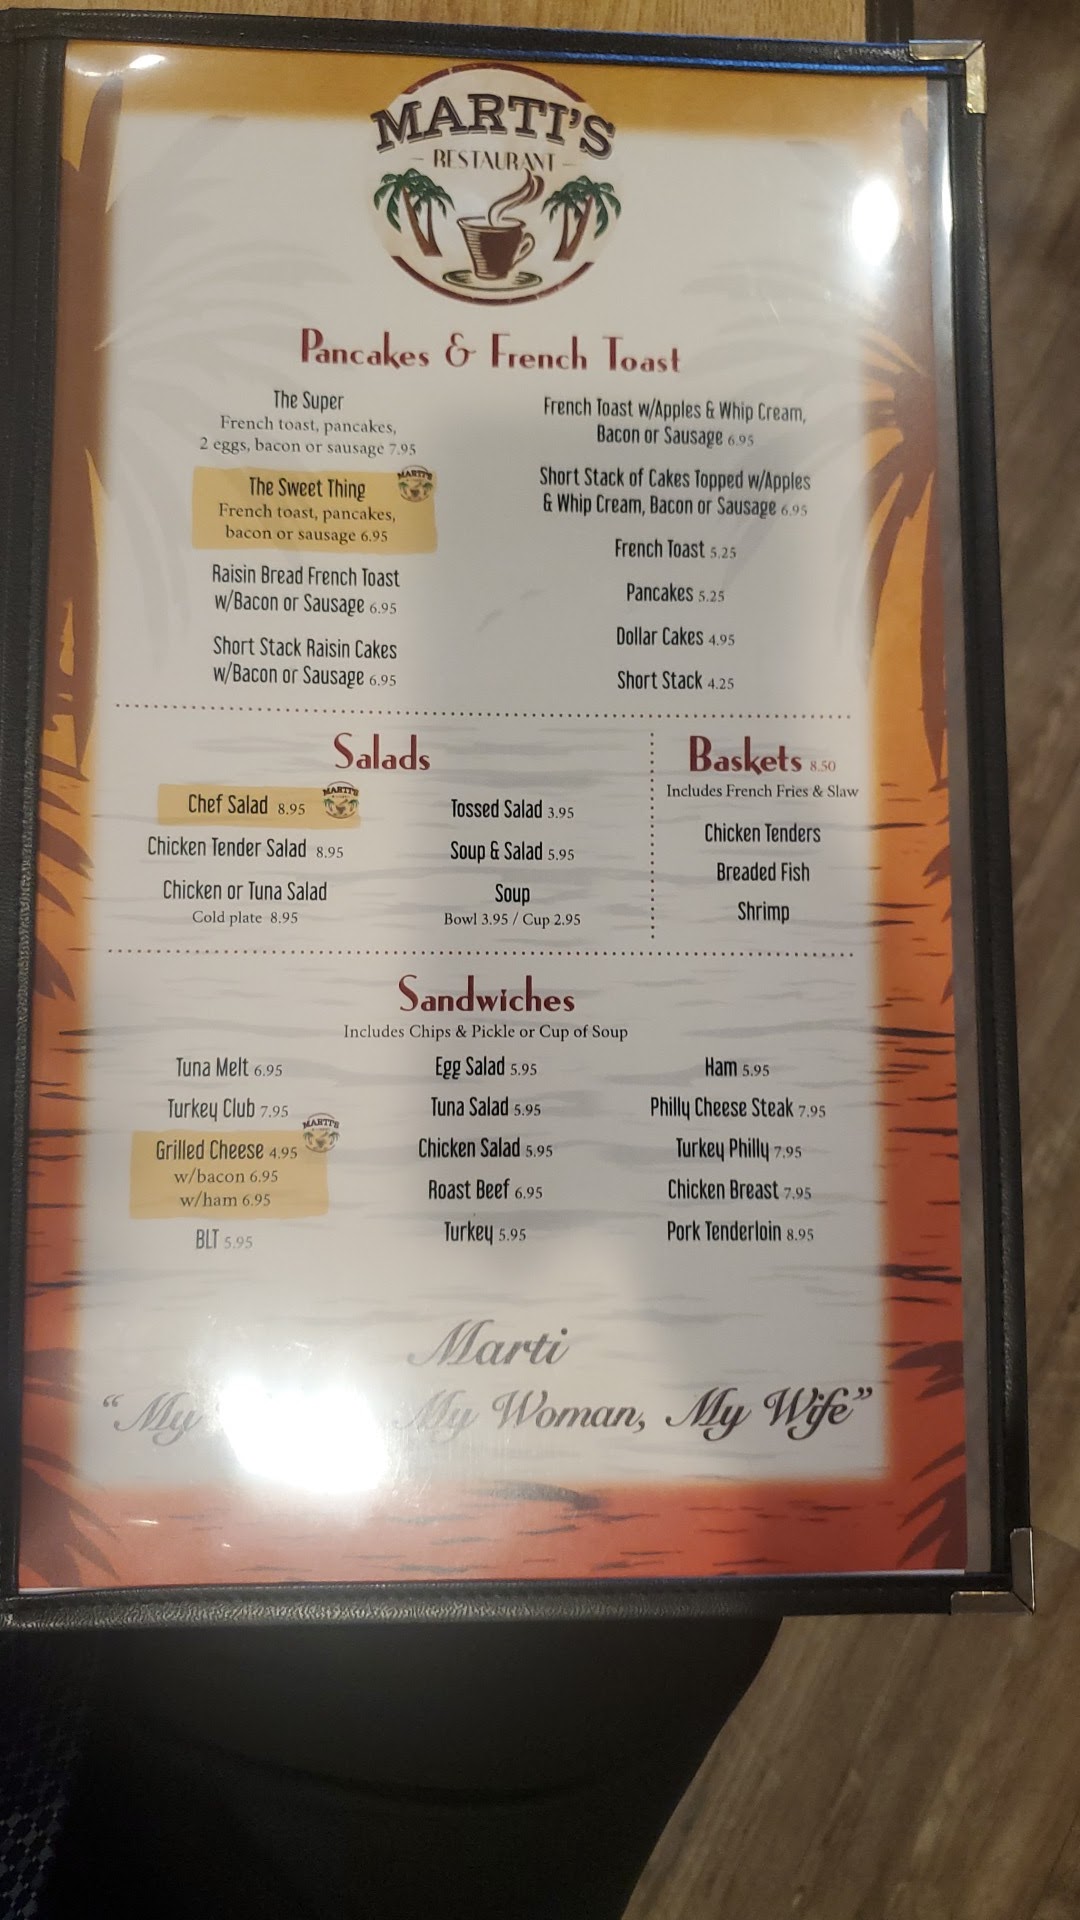 MARTI'S
RESTAURANT
Pancakes & French Toast
The Super
French toast, pancakes,
2 eggs, bacon or sausage 7.95
The Sweet Thing
French toast, pancakes,
bacon or sausage 6.95
Raisin Bread French Toast
w/Bacon or Sausage 6.95
Short Stack Raisin Cakes
w/Bacon or Sausage 6.95
French Toast w/Apples & Whip Cream,
Bacon or Sausage 6.95
Short Stack of Cakes Topped w/Apples
& Whip Cream, Bacon or Sausage 6.95
French Toast 5.25
Pancakes 5.25
Dollar Cakes 4.95
Short Stack 4.25
Salads
Chef Salad 8.95
Chicken Tender Salad 8.95
Chicken or Tuna Salad
Cold plate 8.95
Tossed Salad 3.95
Soup & Salad 5.95
Soup
Bowl 3.95 / Cup 2.95
Baskets 8.50
Includes French Fries & Slaw
Chicken Tenders
Breaded Fish
Shrimp
Sandwiches
Includes Chips & Pickle or Cup of Soup
Tuna Melt 6.95
Turkey Club 7.95
Grilled Cheese 4.95
w/bacon 6.95
w/ham 6.95
BLT 5.95
Egg Salad 5.95
Tuna Salad 5.95
Chicken Salad 5.95
Roast Beef 6.95
Turkey 5.95
Ham 5.95
Philly Cheese Steak 7.95
Turkey Philly 7.95
Chicken Breast 7.95
Pork Tenderloin 8.95
Marti
"My My Woman, My Wife"